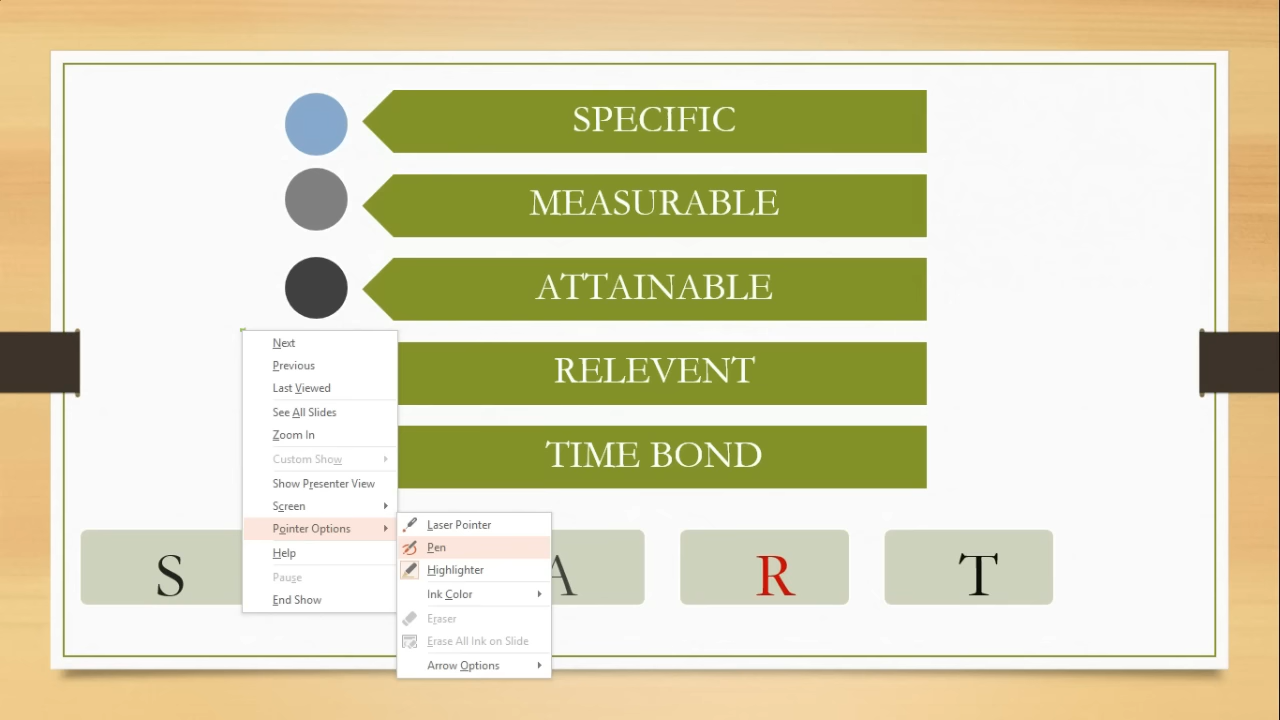 SPECIFIC
MEASURABLE
ATTAINABLE
RELEVENT
TIME BOND
Next
Previous
Last Viewed
See All Slides
Zoom In
Custom Show
Show Presenter View
Screen
Pointer Options
Help
Pause
End Show
Laser Pointer
Pen
Highlighter
Ink Color
Eraser
Erase All Ink on Slide
Arrow Options
S A R T